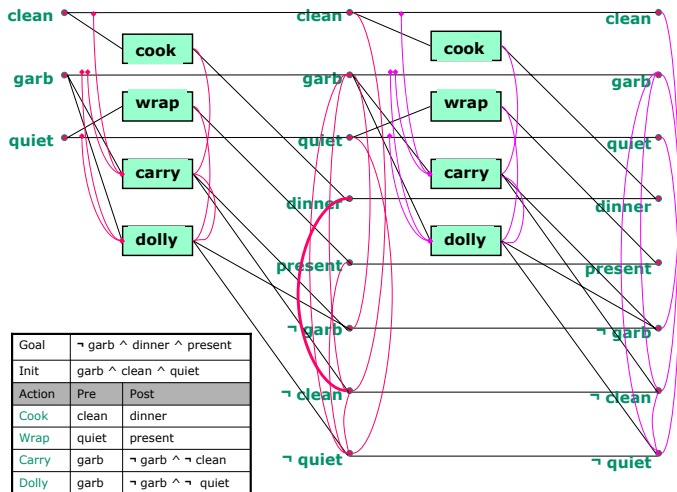 clean clean clean
cook cook
garb garb garb
wrap wrap
quiet quiet quiet
carry carry
dinner dinner
dolly dolly
present present
¬ garb ¬ garb
¬ clean ¬ clean
¬ quiet ¬ quiet
Goal ¬ garb ^ dinner ^ present
Init garb ^ clean ^ quiet
Action Pre Post
Cook clean dinner
Wrap quiet present
Carry garb ¬ garb ^ ¬ clean
Dolly garb ¬ garb ^ ¬ quiet